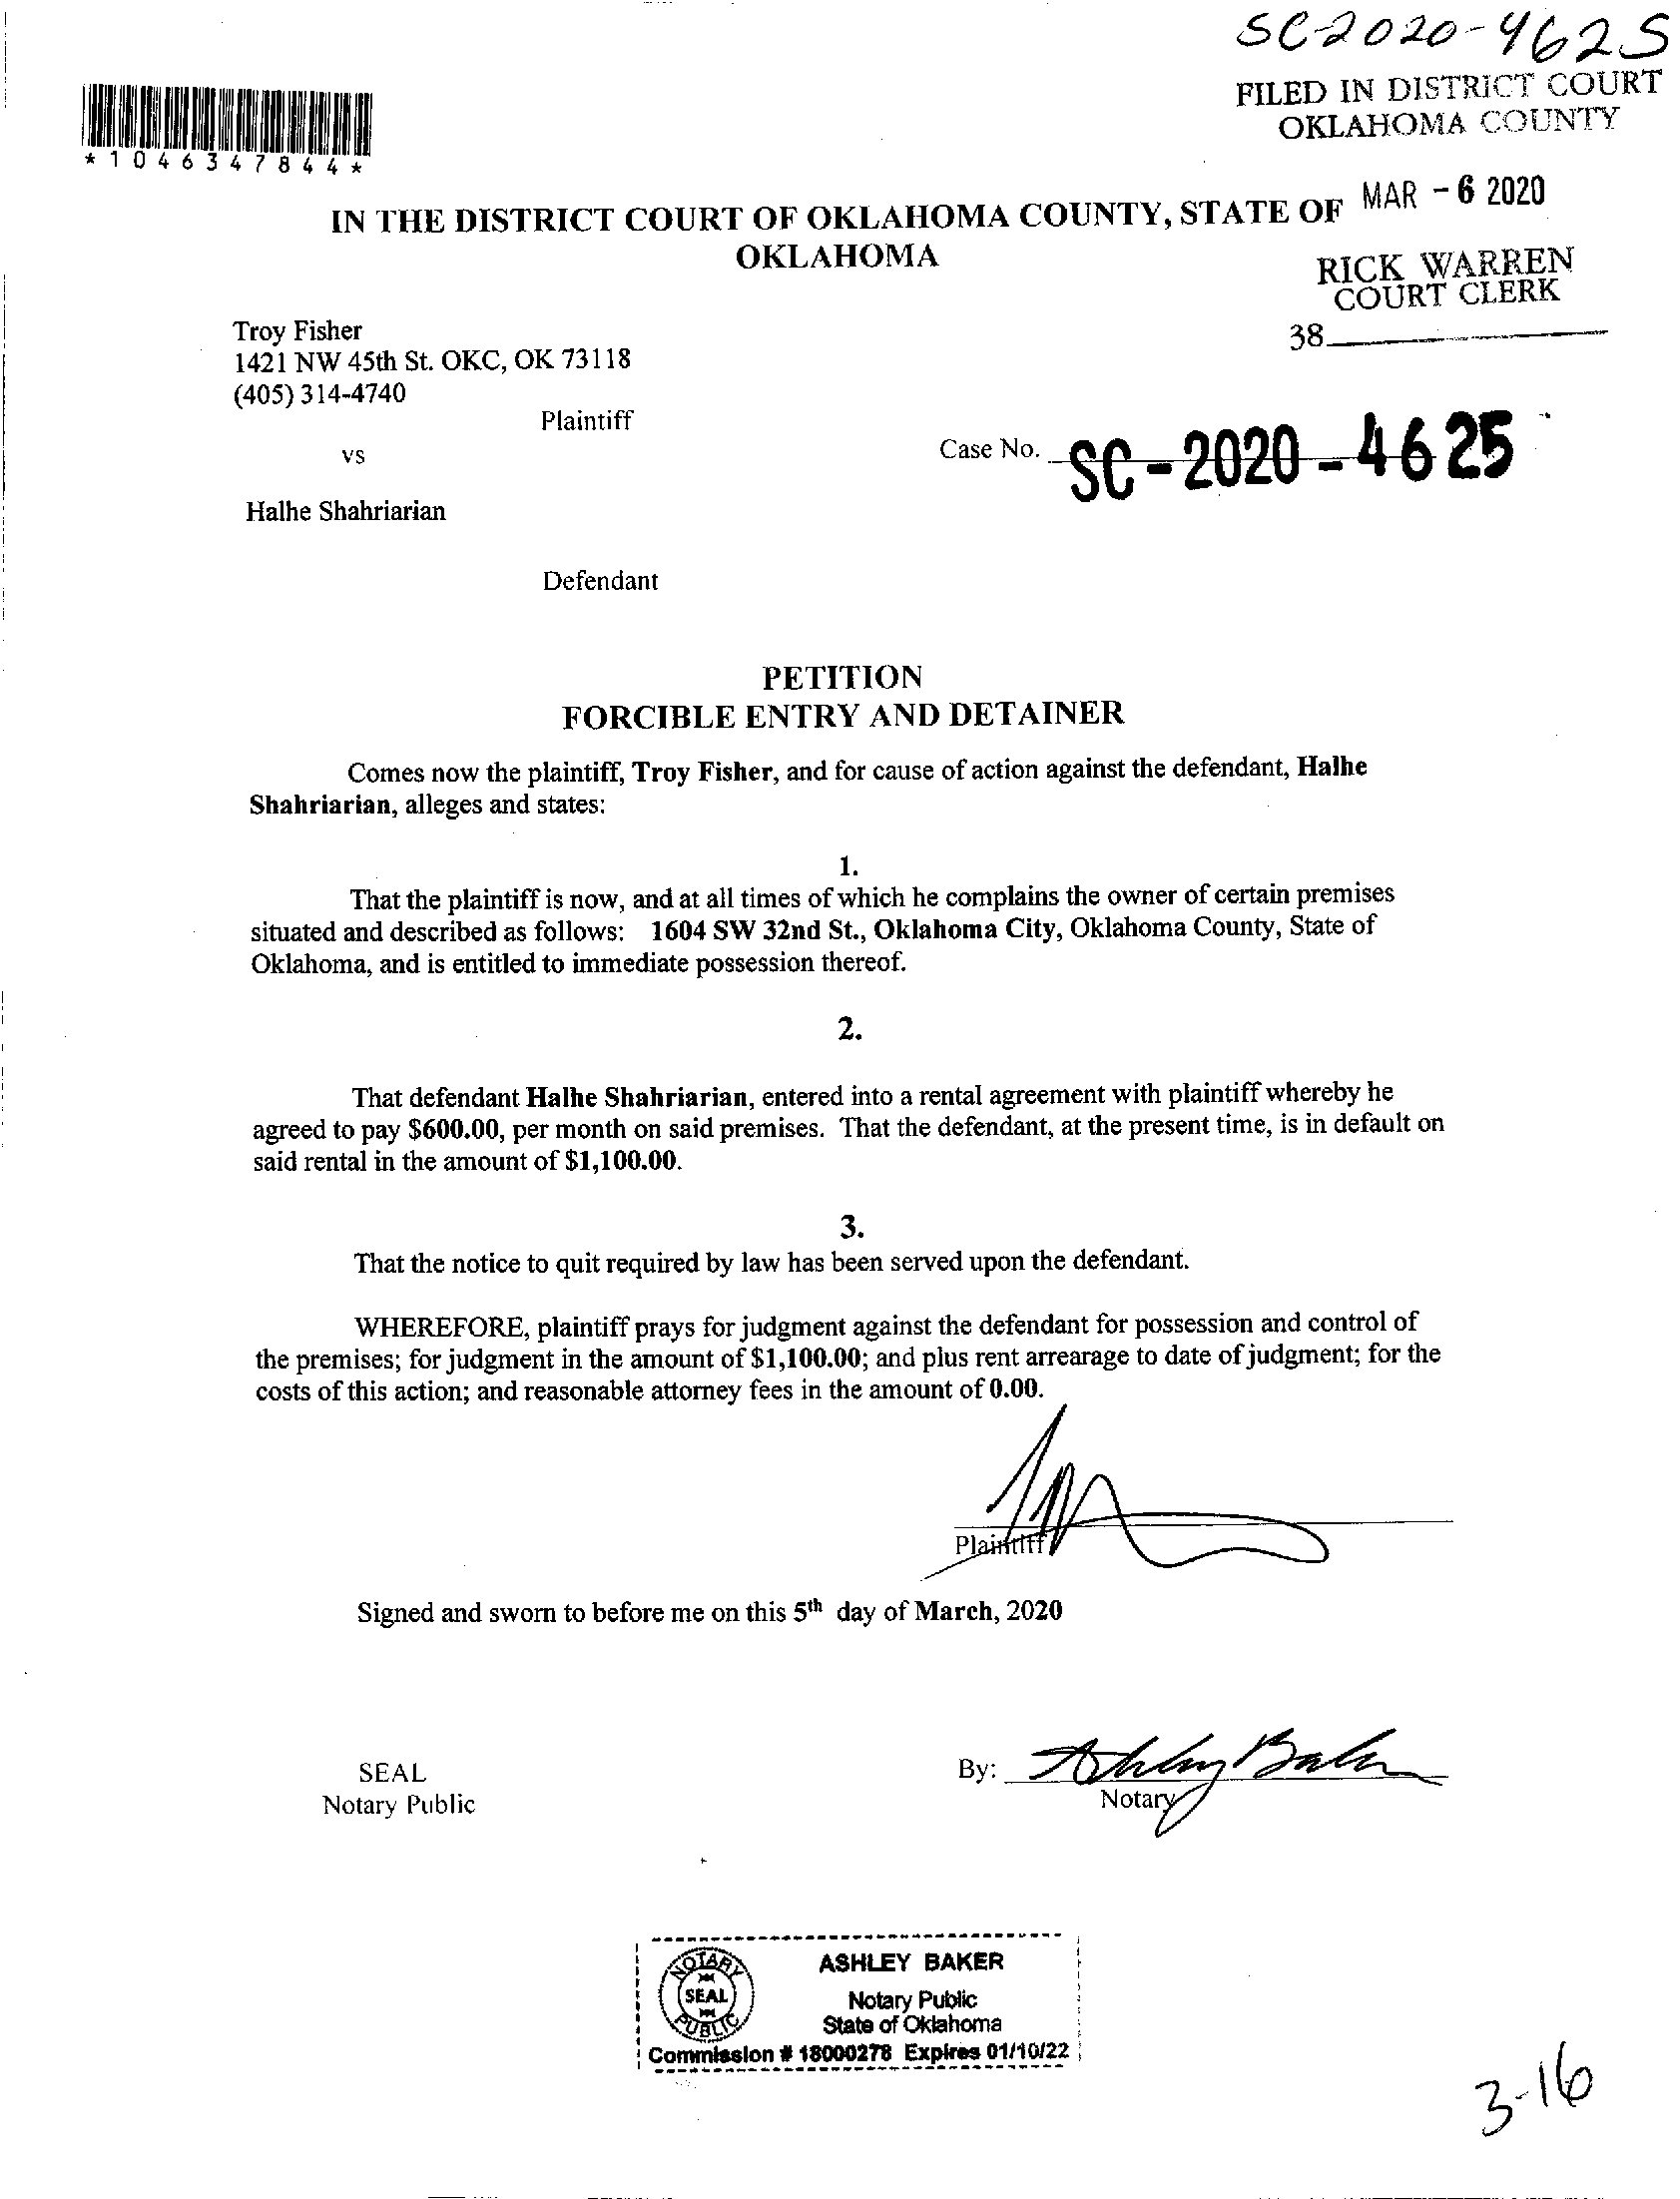 SC-2020-4625
FILED IN DISTRICT COURT
OKLAHOMA COUNTY
*1046347844*
MAR - 6 2020
IN THE DISTRICT COURT OF OKLAHOMA COUNTY, STATE OF
OKLAHOMA
RICK WARREN
COURT CLERK
38
Troy Fisher
1421 NW 45th St. OKC, OK 73118
(405) 314-4740
Plaintiff
vs
Case No. SC-2020-4625
Halhe Shahriarian
Defendant
PETITION
FORCIBLE ENTRY AND DETAINER
Comes now the plaintiff, Troy Fisher, and for cause of action against the defendant, Halhe
Shahriarian, alleges and states:
1.
That the plaintiff is now, and at all times of which he complains the owner of certain premises
situated and described as follows: 1604 SW 32nd St., Oklahoma City, Oklahoma County, State of
Oklahoma, and is entitled to immediate possession thereof.
2.
That defendant Halhe Shahriarian, entered into a rental agreement with plaintiff whereby he
agreed to pay $600.00, per month on said premises. That the defendant, at the present time, is in default on
said rental in the amount of $1,100.00.
3.
That the notice to quit required by law has been served upon the defendant.
WHEREFORE, plaintiff prays for judgment against the defendant for possession and control of
the premises; for judgment in the amount of $1,100.00; and plus rent arrearage to date of judgment; for the
costs of this action; and reasonable attorney fees in the amount of 0.00.
Plaintiff
Signed and sworn to before me on this 5th day of March, 2020
SEAL
Notary Public
By: Ashley Baker
Notary
NOTARY
SEAL
PUBLIC
ASHLEY BAKER
Notary Public
State of Oklahoma
Commission # 18000278 Expires 01/10/22
3-16